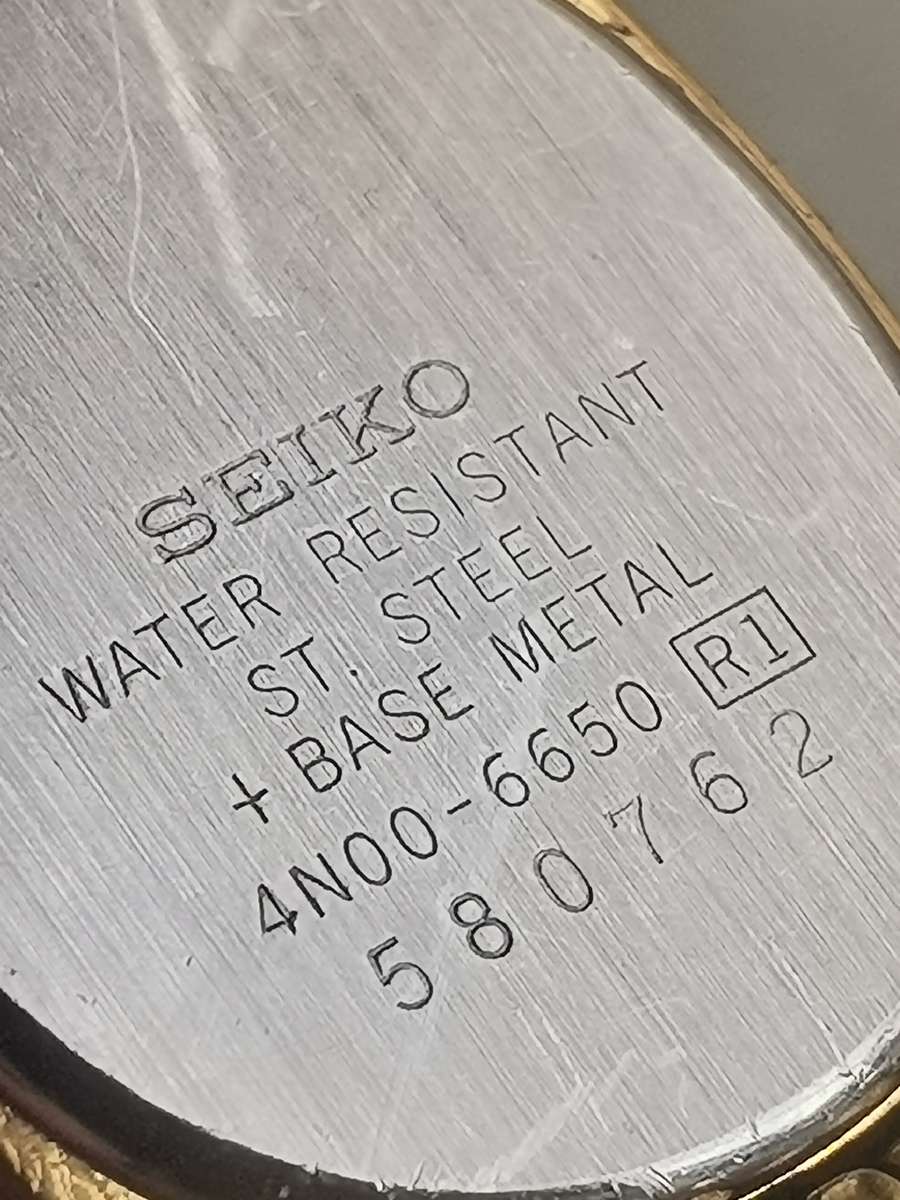 SEIKO
WATER RESISTANT
ST. STEEL
+ BASE METAL
4N00-6650 R1
580762